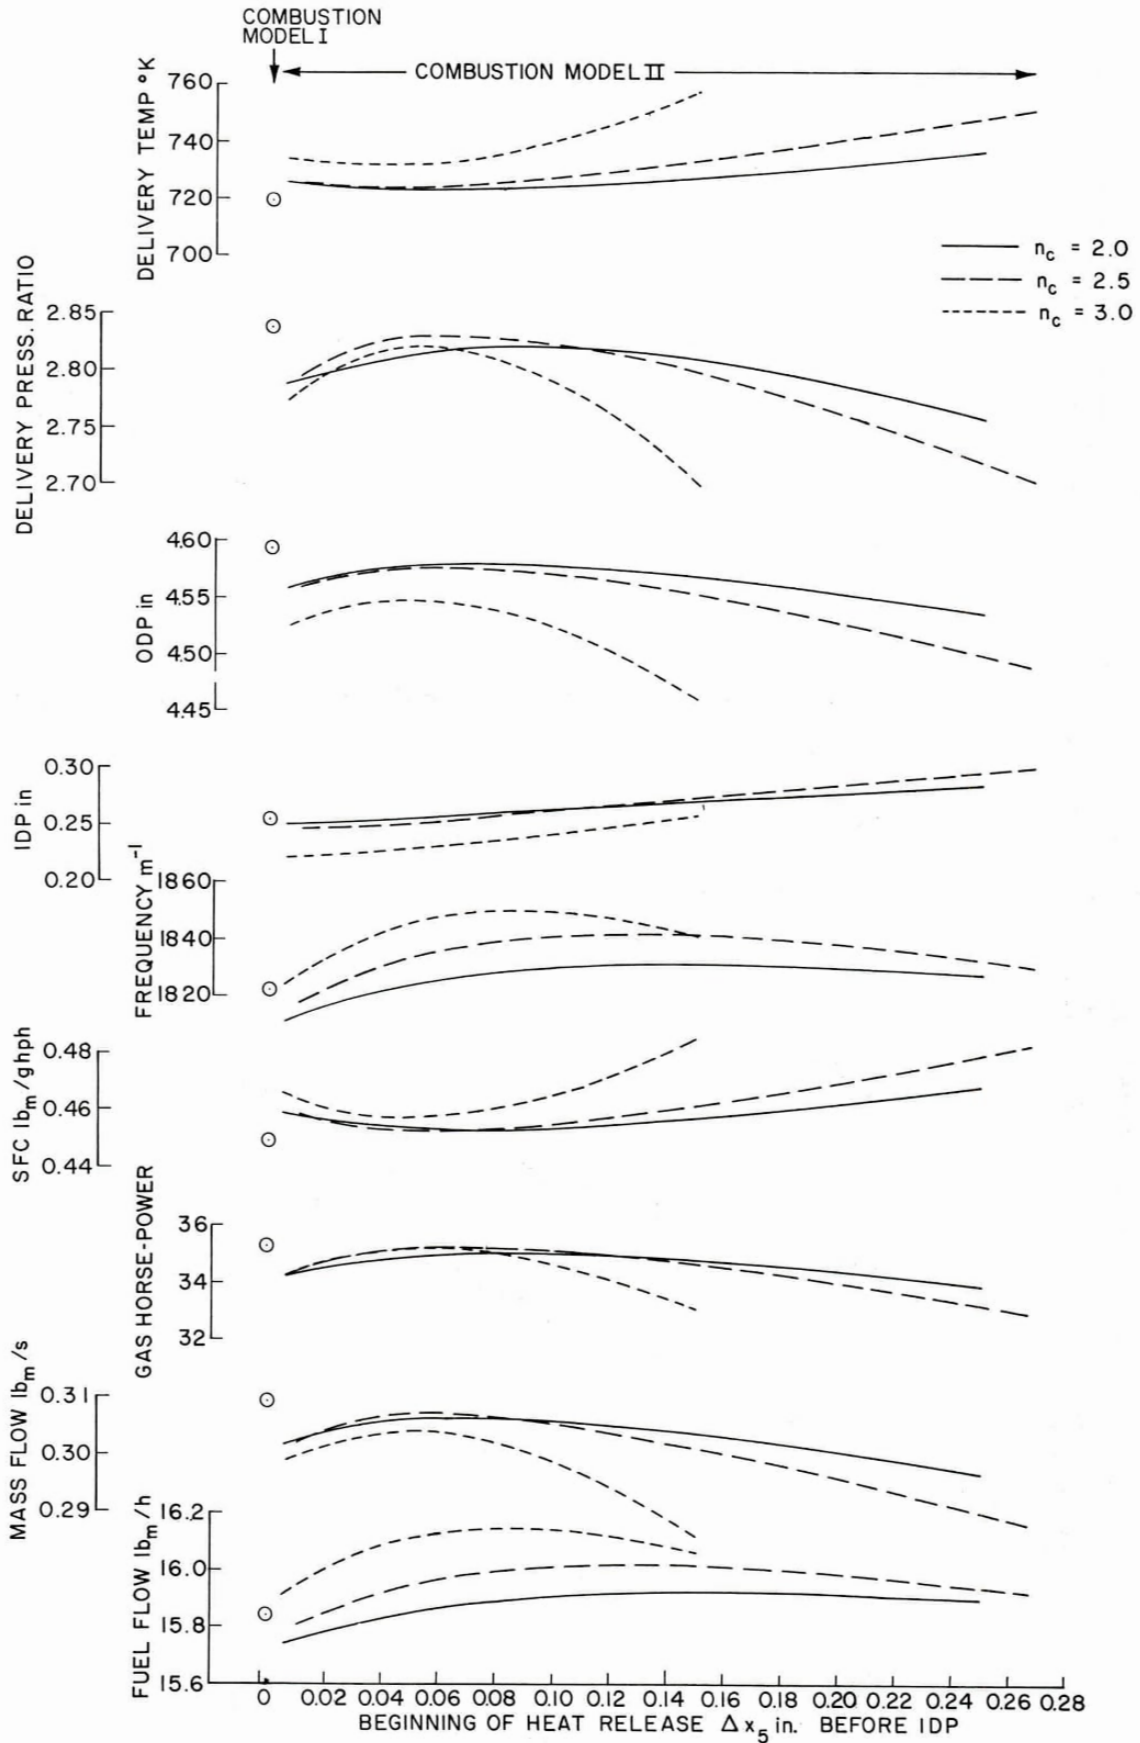 COMBUSTION
MODEL I
COMBUSTION MODEL II
DELIVERY TEMP °K
760
740
720
700
n_c = 2.0
n_c = 2.5
n_c = 3.0
DELIVERY PRESS. RATIO
2.85
2.80
2.75
2.70
ODP in
4.60
4.55
4.50
4.45
IDP in
0.30
0.25
0.20
FREQUENCY m⁻¹
1860
1840
1820
SFC lb_m/ghph
0.48
0.46
0.44
GAS HORSE-POWER
36
34
32
MASS FLOW lb_m/s
0.31
0.30
0.29
FUEL FLOW lb_m/h
16.2
16.0
15.8
15.6
0 0.02 0.04 0.06 0.08 0.10 0.12 0.14 0.16 0.18 0.20 0.22 0.24 0.26 0.28
BEGINNING OF HEAT RELEASE Δx₅ in. BEFORE IDP